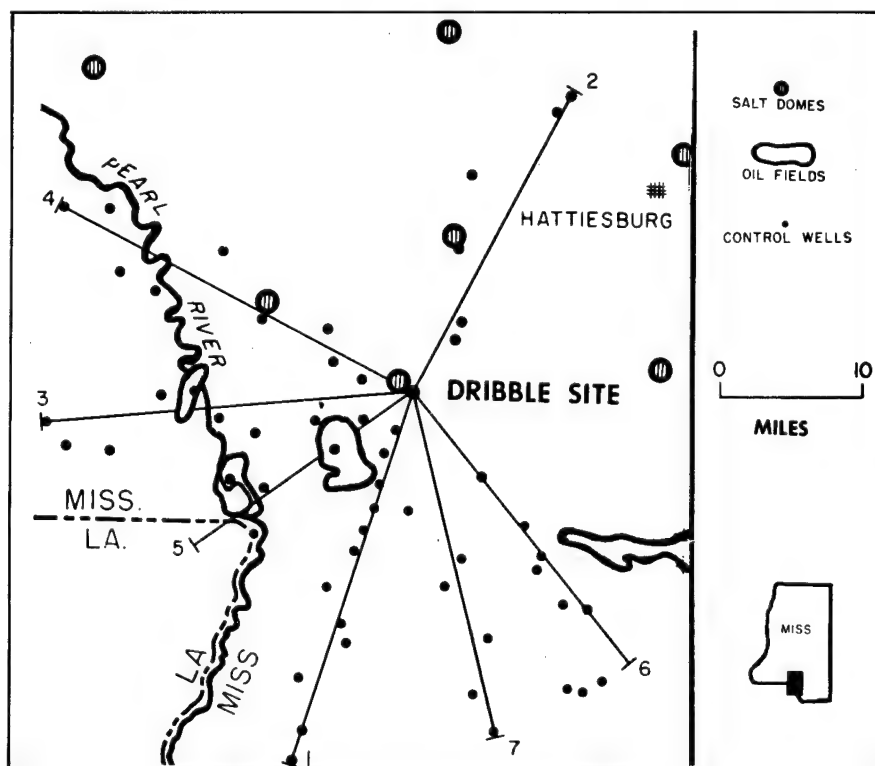 2
SALT DOMES
OIL FIELDS
PEARL
4
HATTIESBURG
CONTROL WELLS
RIVER
0 10
DRIBBLE SITE
3
MILES
MISS.
LA.
5
MISS
LA
MISS
6
7
1